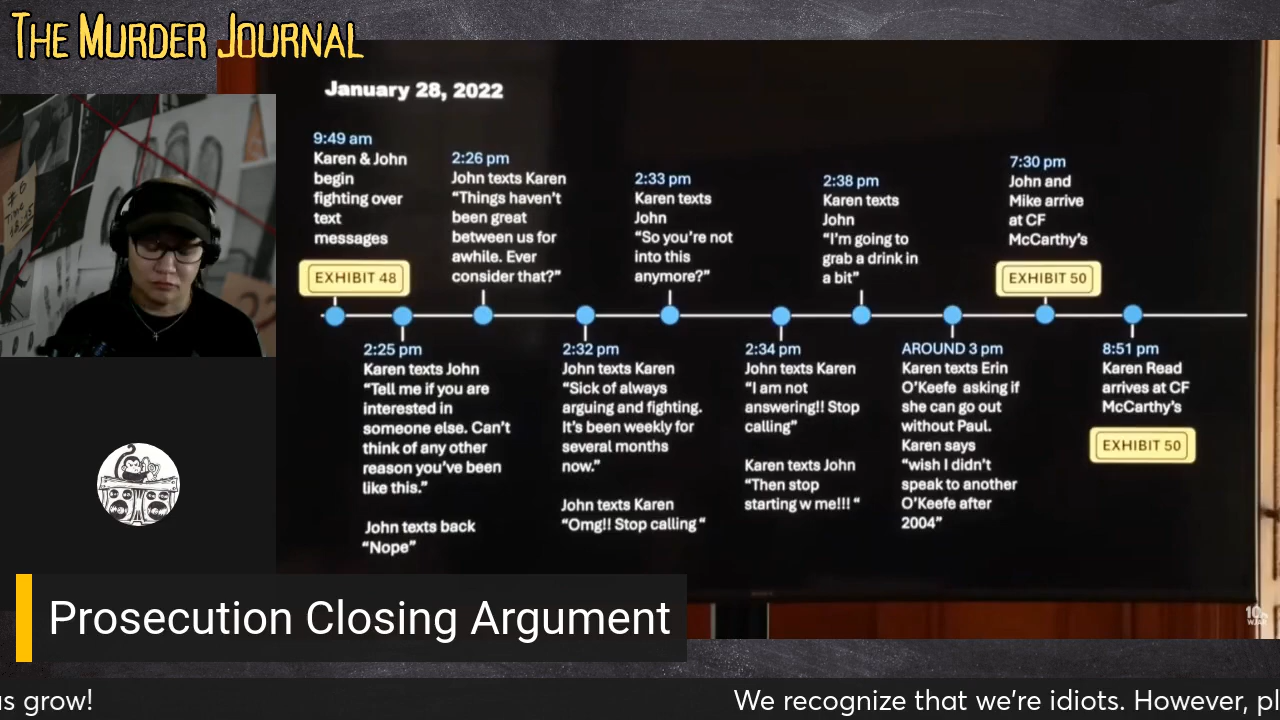 THE MURDER JOURNAL
January 28, 2022
9:49 am
Karen & John
begin
fighting over
text
messages
EXHIBIT 48
2:25 pm
Karen texts John
“Tell me if you are
interested in
someone else. Can’t
think of any other
reason you’ve been
like this.”
John texts back
“Nope”
2:26 pm
John texts Karen
“Things haven’t
been great
between us for
awhile. Ever
consider that?”
2:32 pm
John texts Karen
“Sick of always
arguing and fighting.
It’s been weekly for
several months
now.”
John texts Karen
“Omg!! Stop calling “
2:33 pm
Karen texts
John
“So you’re not
into this
anymore?”
2:34 pm
John texts Karen
“I am not
answering!! Stop
calling”
Karen texts John
“Then stop
starting w me!!! “
2:38 pm
Karen texts
John
“I’m going to
grab a drink in
a bit”
AROUND 3 pm
Karen texts Erin
O’Keefe asking if
she can go out
without Paul.
Karen says
“wish I didn’t
speak to another
O’Keefe after
2004”
7:30 pm
John and
Mike arrive
at CF
McCarthy’s
EXHIBIT 50
8:51 pm
Karen Read
arrives at CF
McCarthy’s
EXHIBIT 50
10
WJAR
Prosecution Closing Argument
us grow! We recognize that we’re idiots. However, pl